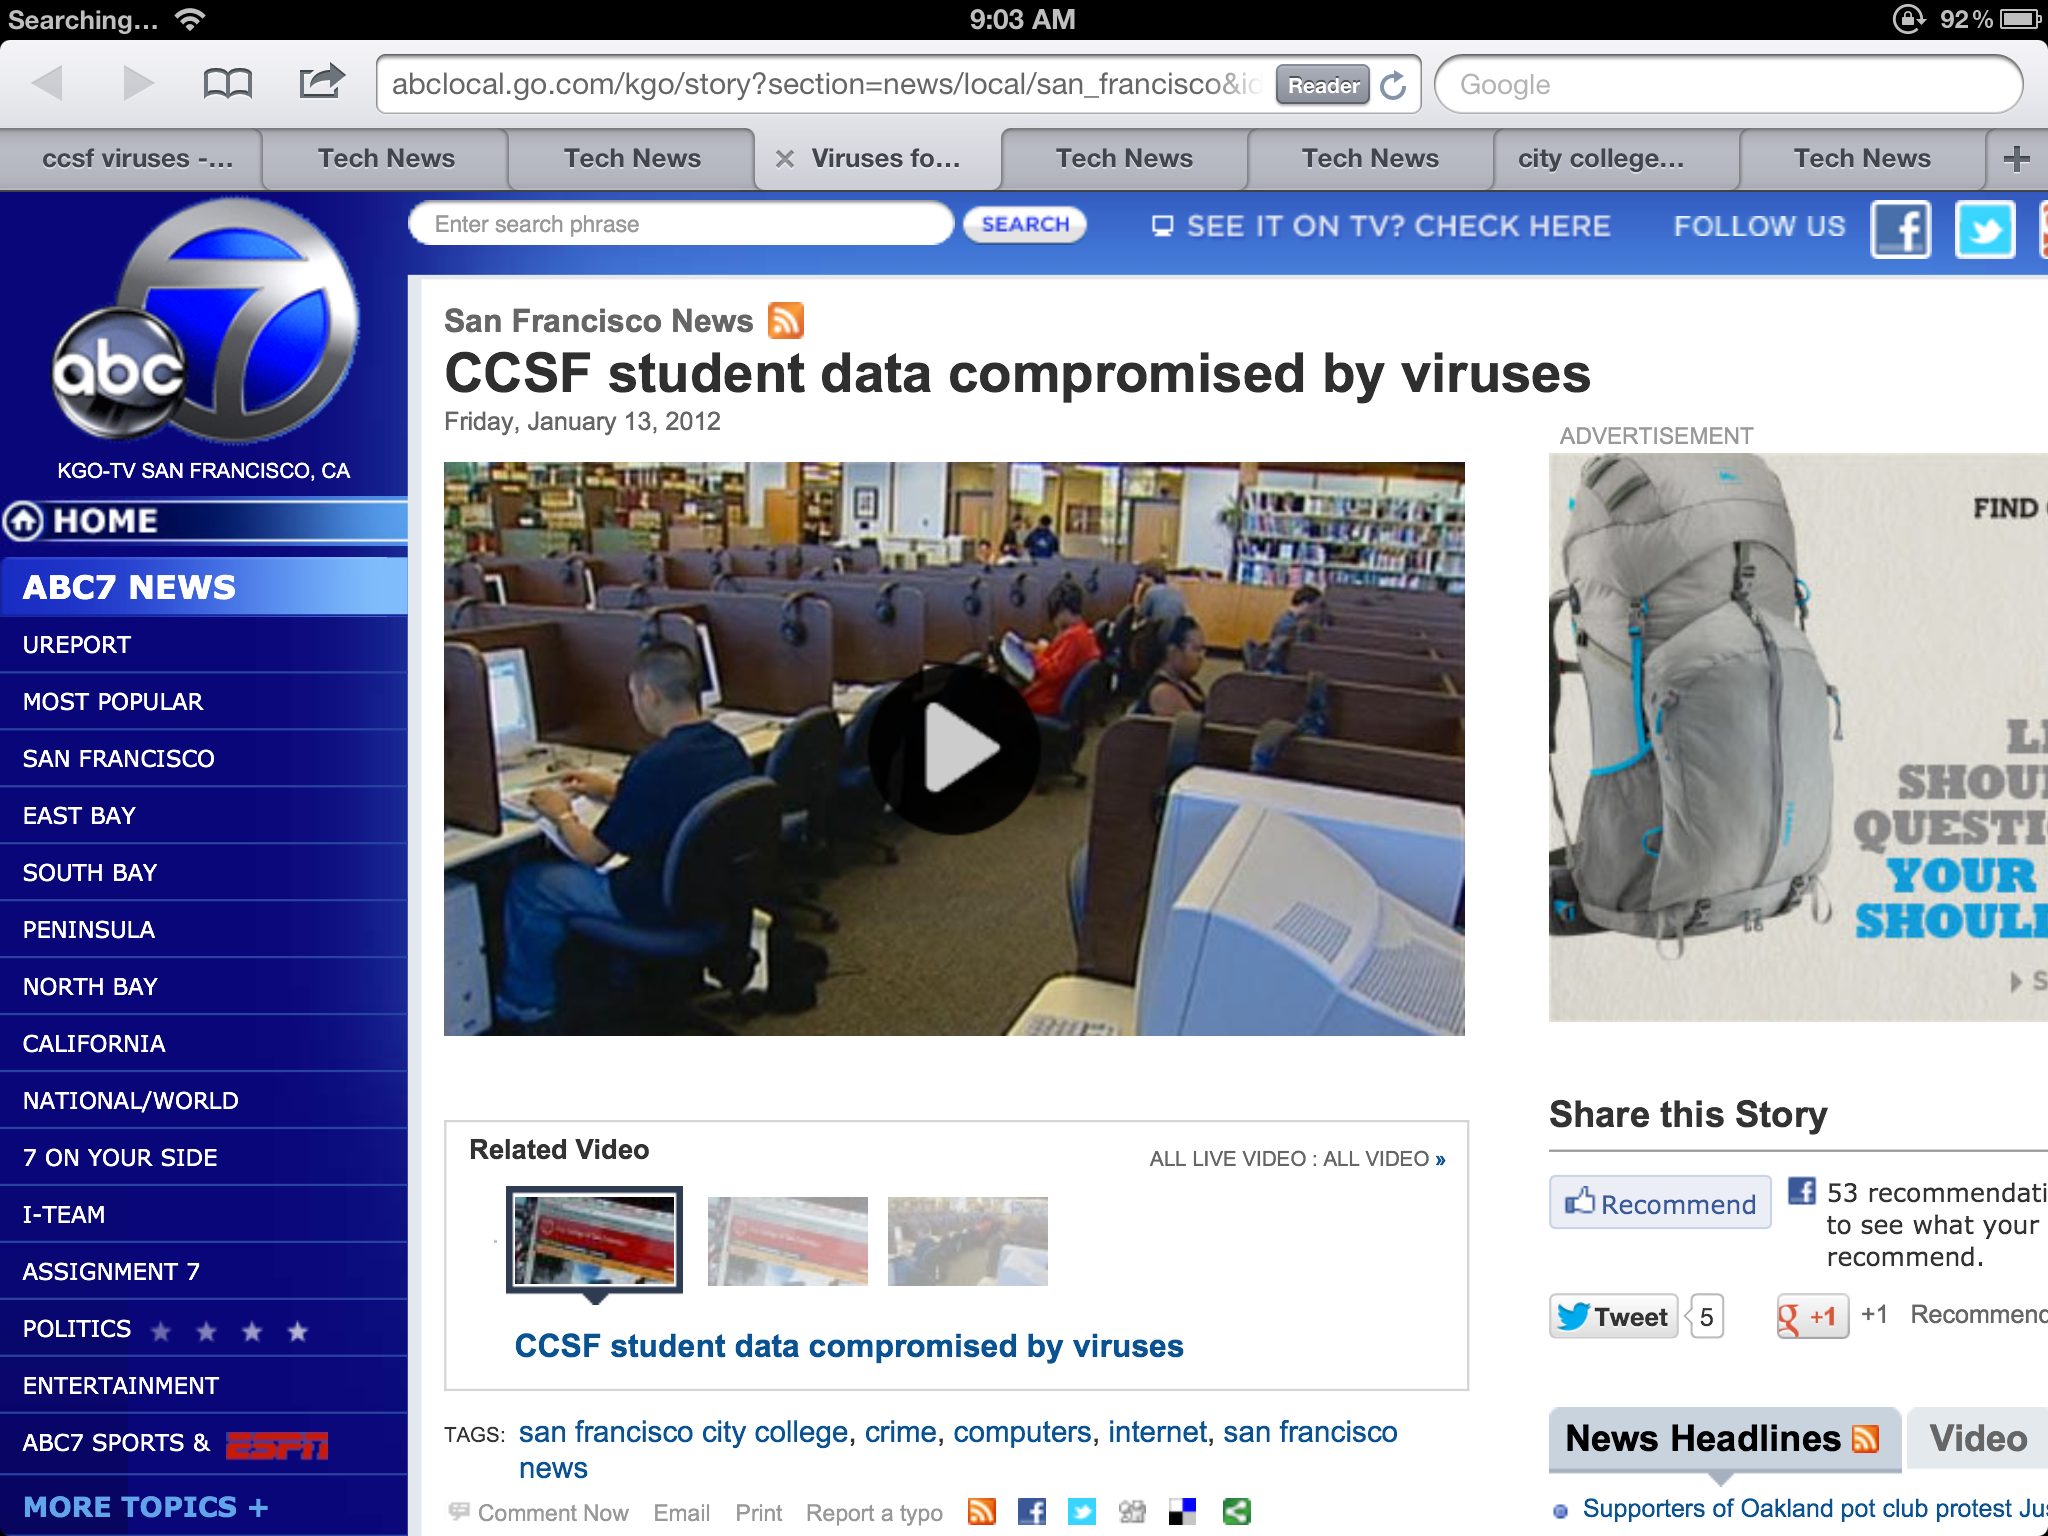 Searching...
9:03 AM
92%
abclocal.go.com/kgo/story?section=news/local/san_francisco&id
Reader
Google
ccsf viruses -...
Tech News
Tech News
Viruses fo...
Tech News
Tech News
city college...
Tech News
Enter search phrase
SEARCH
SEE IT ON TV? CHECK HERE
FOLLOW US
7
abc
KGO-TV SAN FRANCISCO, CA
HOME
ABC7 NEWS
UREPORT
MOST POPULAR
SAN FRANCISCO
EAST BAY
SOUTH BAY
PENINSULA
NORTH BAY
CALIFORNIA
NATIONAL/WORLD
7 ON YOUR SIDE
I-TEAM
ASSIGNMENT 7
POLITICS
ENTERTAINMENT
ABC7 SPORTS & ESPN
MORE TOPICS +
San Francisco News
CCSF student data compromised by viruses
Friday, January 13, 2012
Related Video
ALL LIVE VIDEO : ALL VIDEO »
CCSF student data compromised by viruses
TAGS: san francisco city college, crime, computers, internet, san francisco
news
Comment Now Email Print Report a typo
ADVERTISEMENT
FIND
SHOU
QUESTI
YOUR
SHOUL
Share this Story
Recommend
53 recommendati
to see what your
recommend.
Tweet
5
+1
+1 Recommend
News Headlines
Video
Supporters of Oakland pot club protest Jus